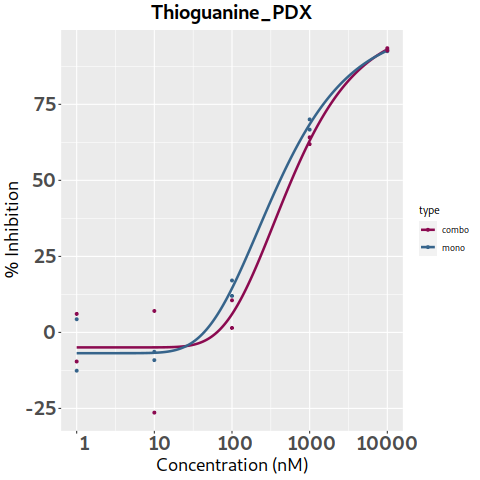 Thioguanine_PDX
% Inhibition
75
50
25
0
-25
1 10 100 1000 10000
Concentration (nM)
type
combo
mono